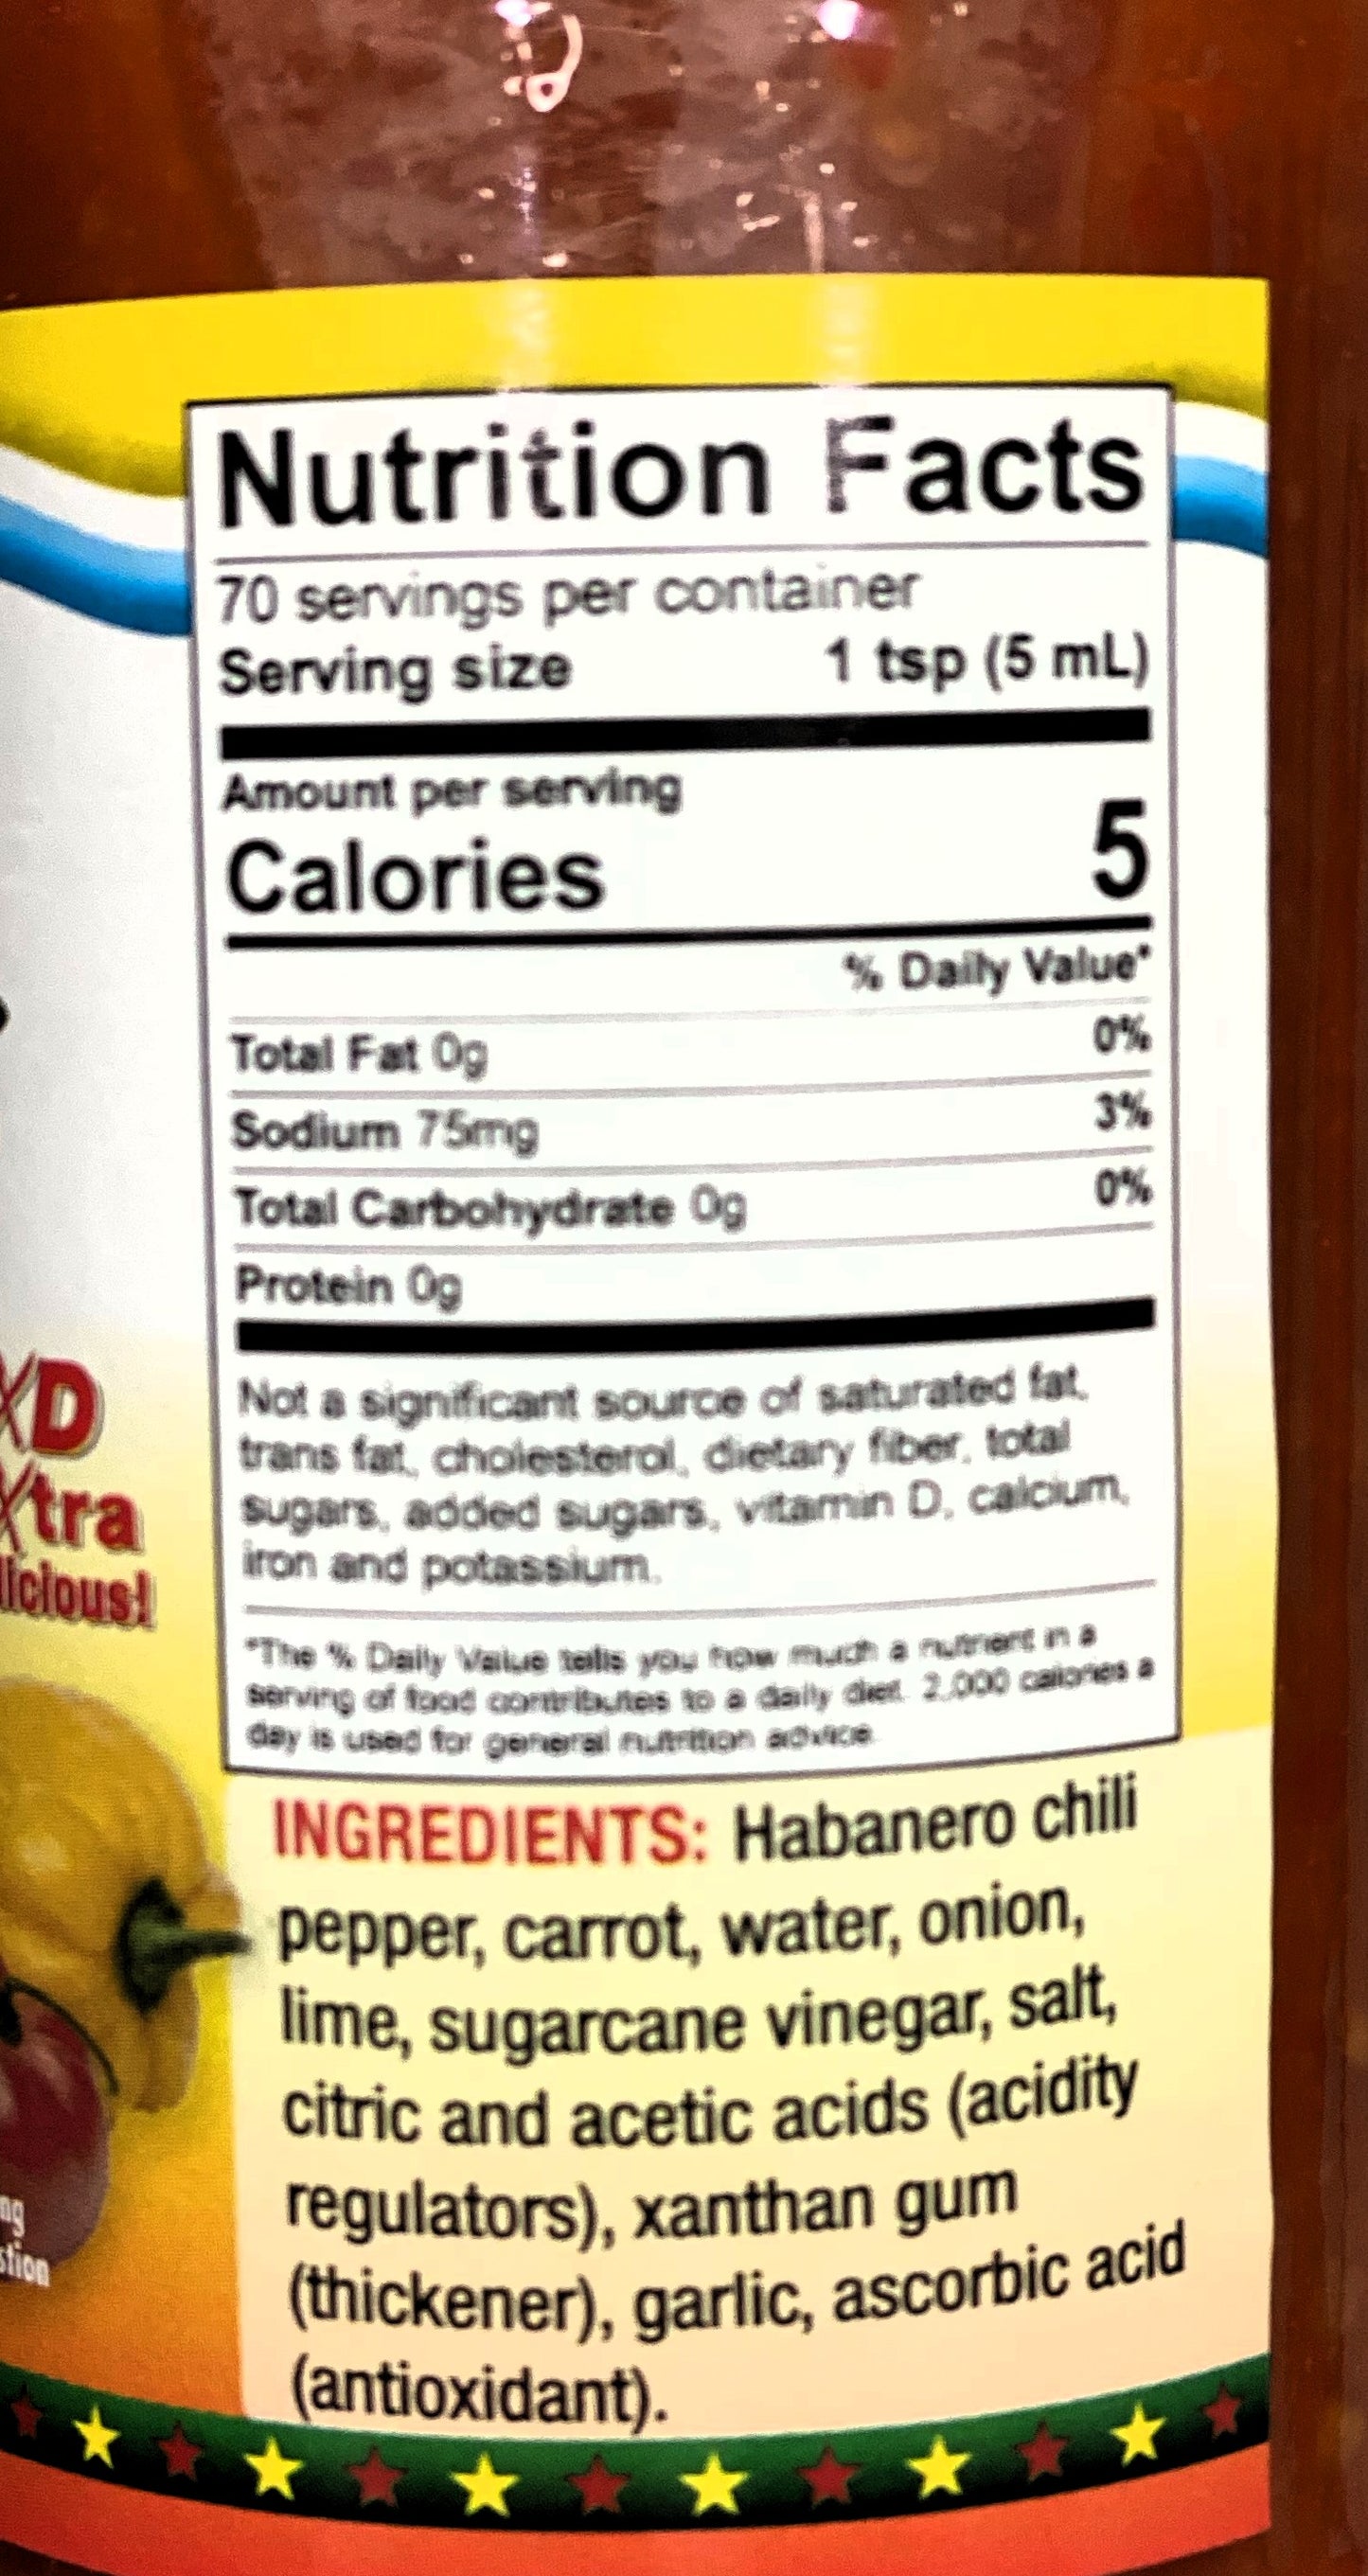 Nutrition Facts
70 servings per container
Serving size 1 tsp (5 mL)
Amount per serving
Calories 5
% Daily Value*
Total Fat 0g 0%
Sodium 75mg 3%
Total Carbohydrate 0g 0%
Protein 0g
Not a significant source of saturated fat,
trans fat, cholesterol, dietary fiber, total
sugars, added sugars, vitamin D, calcium,
iron and potassium.
*The % Daily Value tells you how much a nutrient in a
serving of food contributes to a daily diet. 2,000 calories a
day is used for general nutrition advice.
XD
Xtra
licious!
ng
stion
INGREDIENTS: Habanero chili
pepper, carrot, water, onion,
lime, sugarcane vinegar, salt,
citric and acetic acids (acidity
regulators), xanthan gum
(thickener), garlic, ascorbic acid
(antioxidant).